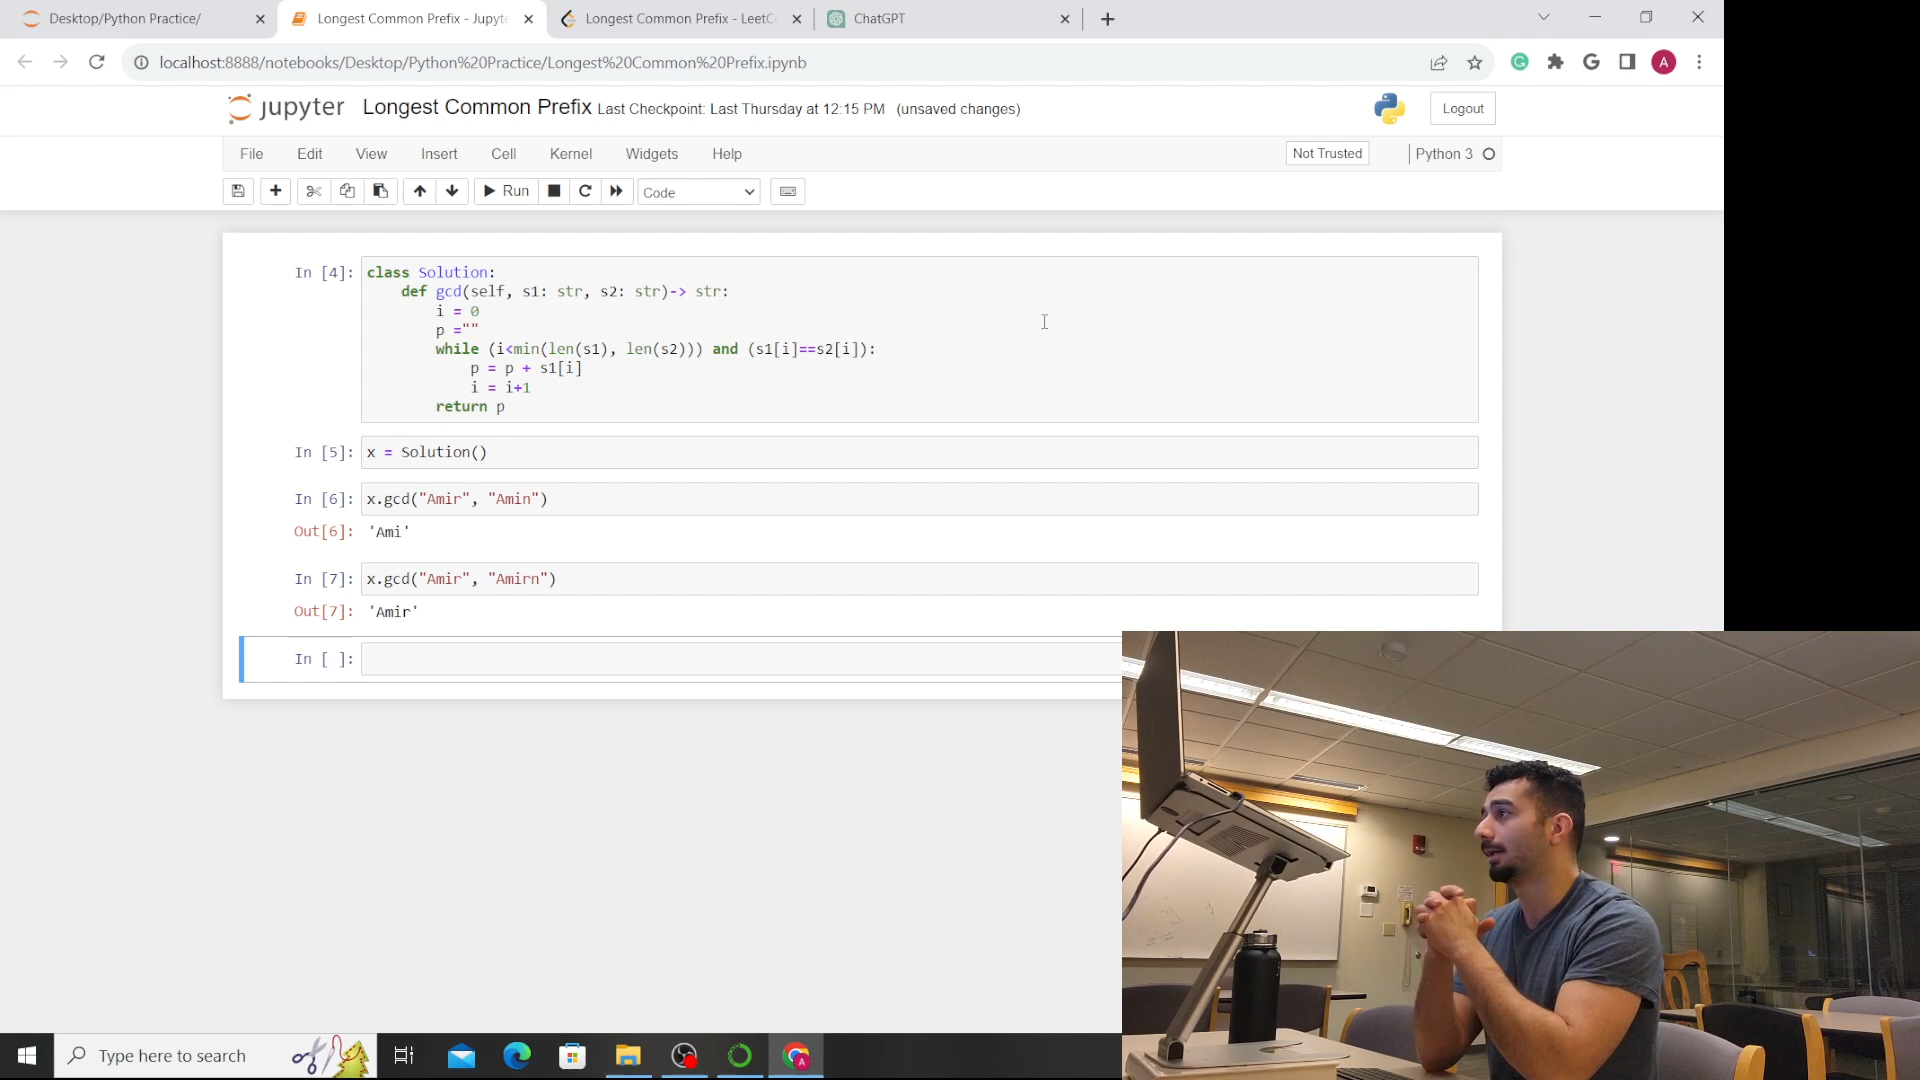 Desktop/Python Practice/
Longest Common Prefix - Jupyte
Longest Common Prefix - LeetC
ChatGPT
localhost:8888/notebooks/Desktop/Python%20Practice/Longest%20Common%20Prefix.ipynb
A
jupyter Longest Common Prefix Last Checkpoint: Last Thursday at 12:15 PM (unsaved changes)
Logout
File Edit View Insert Cell Kernel Widgets Help
Not Trusted
Python 3
Run
Code
In [4]:
class Solution:
    def gcd(self, s1: str, s2: str)-> str:
        i = 0
        p =""
        while (i<min(len(s1), len(s2))) and (s1[i]==s2[i]):
            p = p + s1[i]
            i = i+1
        return p
In [5]: x = Solution()
In [6]: x.gcd("Amir", "Amin")
Out[6]: 'Ami'
In [7]: x.gcd("Amir", "Amirn")
Out[7]: 'Amir'
In [ ]:
Type here to search